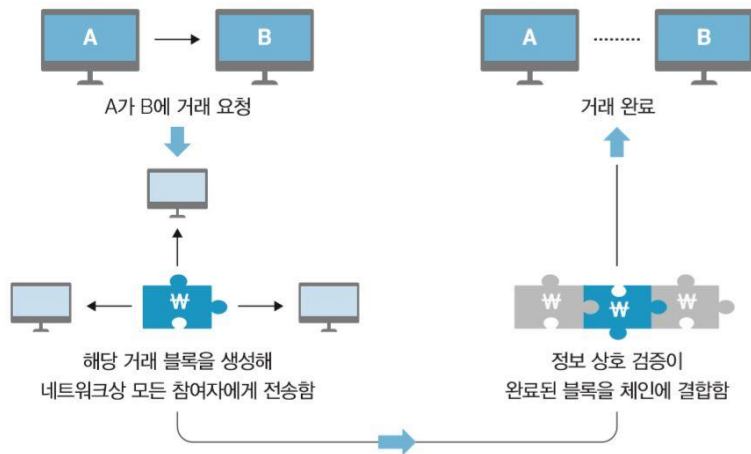 A
B
A가 B에 거래 요청
₩
해당 거래 블록을 생성해
네트워크상 모든 참여자에게 전송함
₩ ₩ ₩
정보 상호 검증이
완료된 블록을 체인에 결합함
A
B
거래 완료